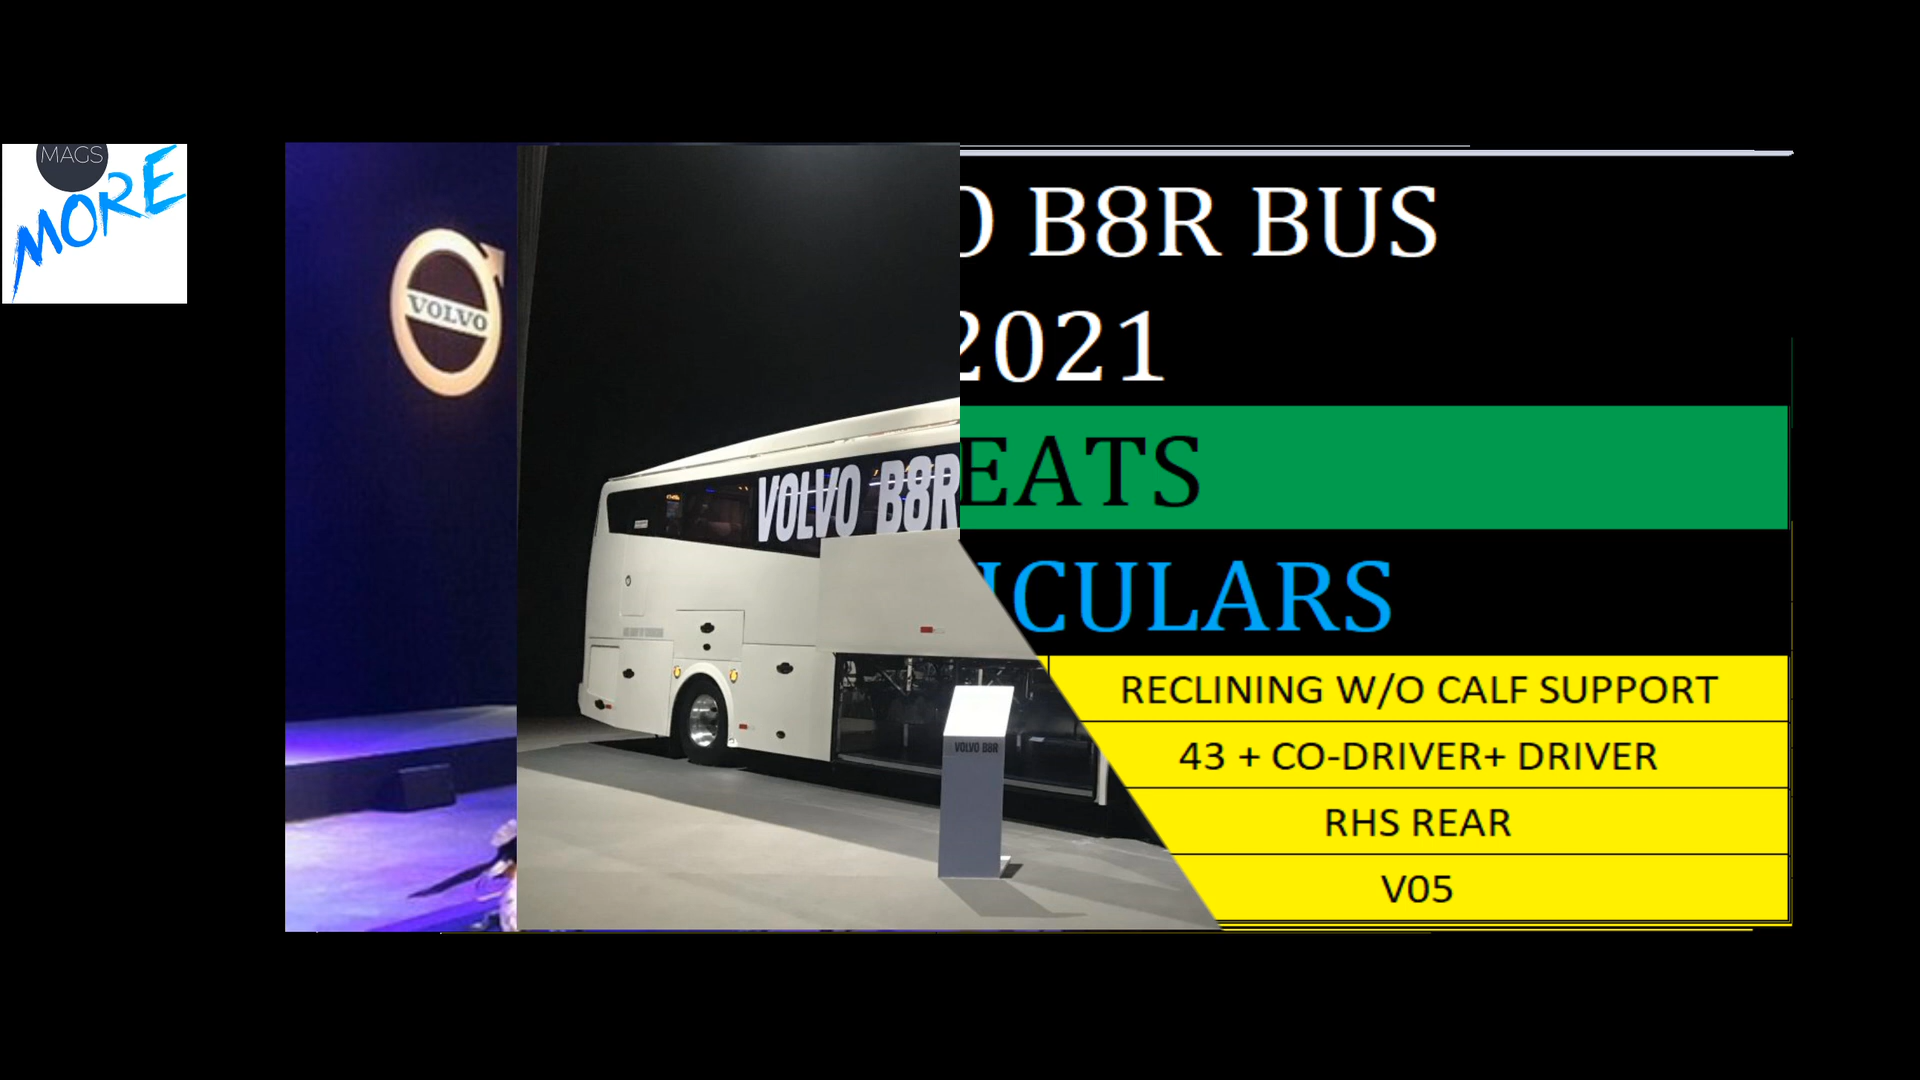 MAGS
MORE
VOLVO
VOLVO B8R
VOLVO B8R
O B8R BUS
2021
EATS
ICULARS
RECLINING W/O CALF SUPPORT
43 + CO-DRIVER+ DRIVER
RHS REAR
V05